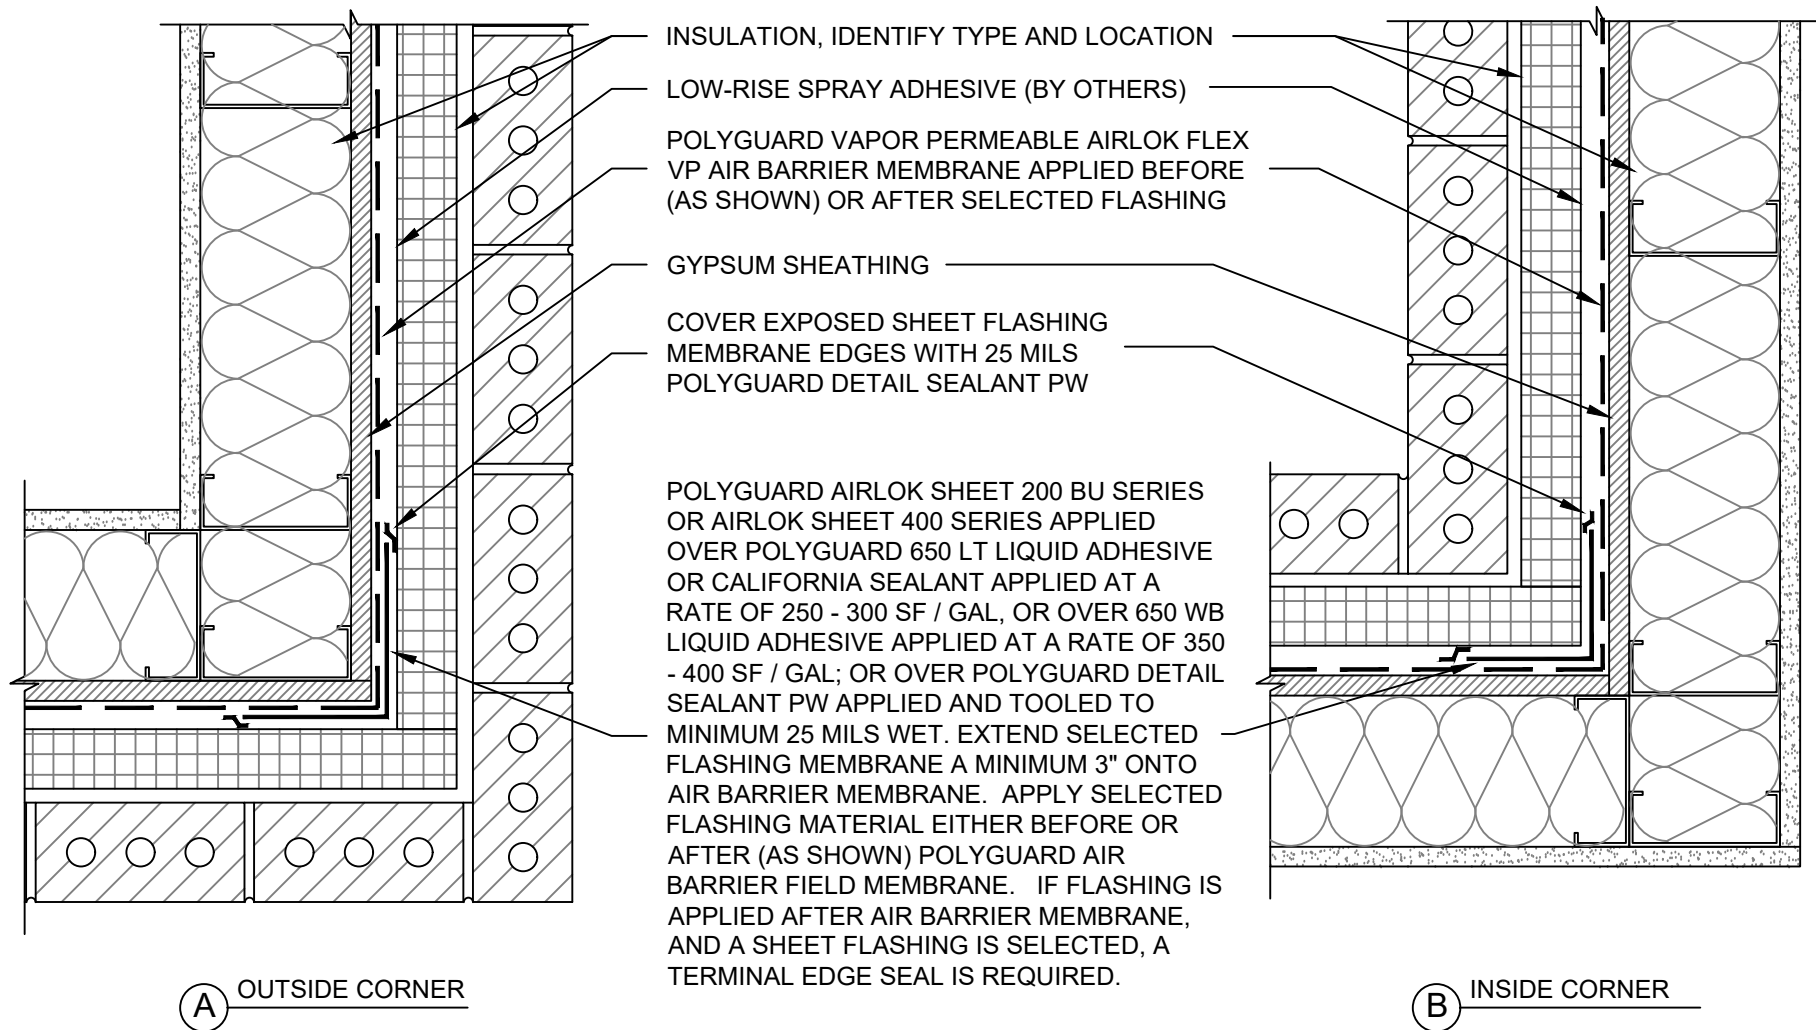 INSULATION, IDENTIFY TYPE AND LOCATION
LOW-RISE SPRAY ADHESIVE (BY OTHERS)
POLYGUARD VAPOR PERMEABLE AIRLOK FLEX
VP AIR BARRIER MEMBRANE APPLIED BEFORE
(AS SHOWN) OR AFTER SELECTED FLASHING
GYPSUM SHEATHING
COVER EXPOSED SHEET FLASHING
MEMBRANE EDGES WITH 25 MILS
POLYGUARD DETAIL SEALANT PW
POLYGUARD AIRLOK SHEET 200 BU SERIES
OR AIRLOK SHEET 400 SERIES APPLIED
OVER POLYGUARD 650 LT LIQUID ADHESIVE
OR CALIFORNIA SEALANT APPLIED AT A
RATE OF 250 - 300 SF / GAL, OR OVER 650 WB
LIQUID ADHESIVE APPLIED AT A RATE OF 350
- 400 SF / GAL; OR OVER POLYGUARD DETAIL
SEALANT PW APPLIED AND TOOLED TO
MINIMUM 25 MILS WET. EXTEND SELECTED
FLASHING MEMBRANE A MINIMUM 3" ONTO
AIR BARRIER MEMBRANE.  APPLY SELECTED
FLASHING MATERIAL EITHER BEFORE OR
AFTER (AS SHOWN) POLYGUARD AIR
BARRIER FIELD MEMBRANE.   IF FLASHING IS
APPLIED AFTER AIR BARRIER MEMBRANE,
AND A SHEET FLASHING IS SELECTED, A
TERMINAL EDGE SEAL IS REQUIRED.
A OUTSIDE CORNER
B INSIDE CORNER